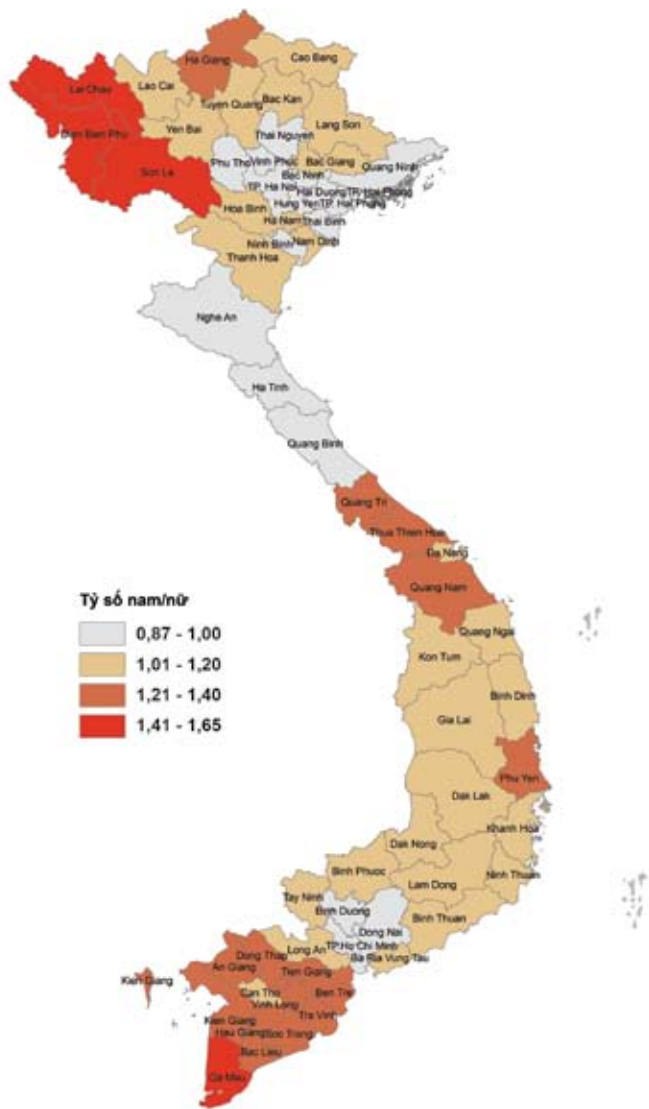 Ha Giang
Cao Bang
Lai Chau
Lao Cai
Bac Kan
Tuyen Quang
Lang Son
Dien Bien Phu
Yen Bai
Thai Nguyen
Phu Tho
Vinh Phuc
Bac Giang
Quang Ninh
Son La
Bac Ninh
TP. Ha Noi
Hai Duong
TP. Hai Phong
Hung Yen
TP. Hai Phong
Hoa Binh
Ha Nam
Thai Binh
Ninh Binh
Nam Dinh
Thanh Hoa
Nghe An
Ha Tinh
Quang Binh
Quang Tri
Thua Thien Hue
Da Nang
Quang Nam
Tỷ số nam/nữ
0,87 - 1,00
1,01 - 1,20
1,21 - 1,40
1,41 - 1,65
Quang Ngai
Kon Tum
Binh Dinh
Gia Lai
Phu Yen
Dak Lak
Khanh Hoa
Dak Nong
Binh Phuoc
Lam Dong
Ninh Thuan
Tay Ninh
Binh Duong
Binh Thuan
Dong Nai
Long An
TP.Ho Chi Minh
Ba Ria Vung Tau
Dong Thap
An Giang
Tien Giang
Kien Giang
Can Tho
Ben Tre
Vinh Long
Tra Vinh
Kien Giang
Hau Giang
Soc Trang
Bac Lieu
Ca Mau